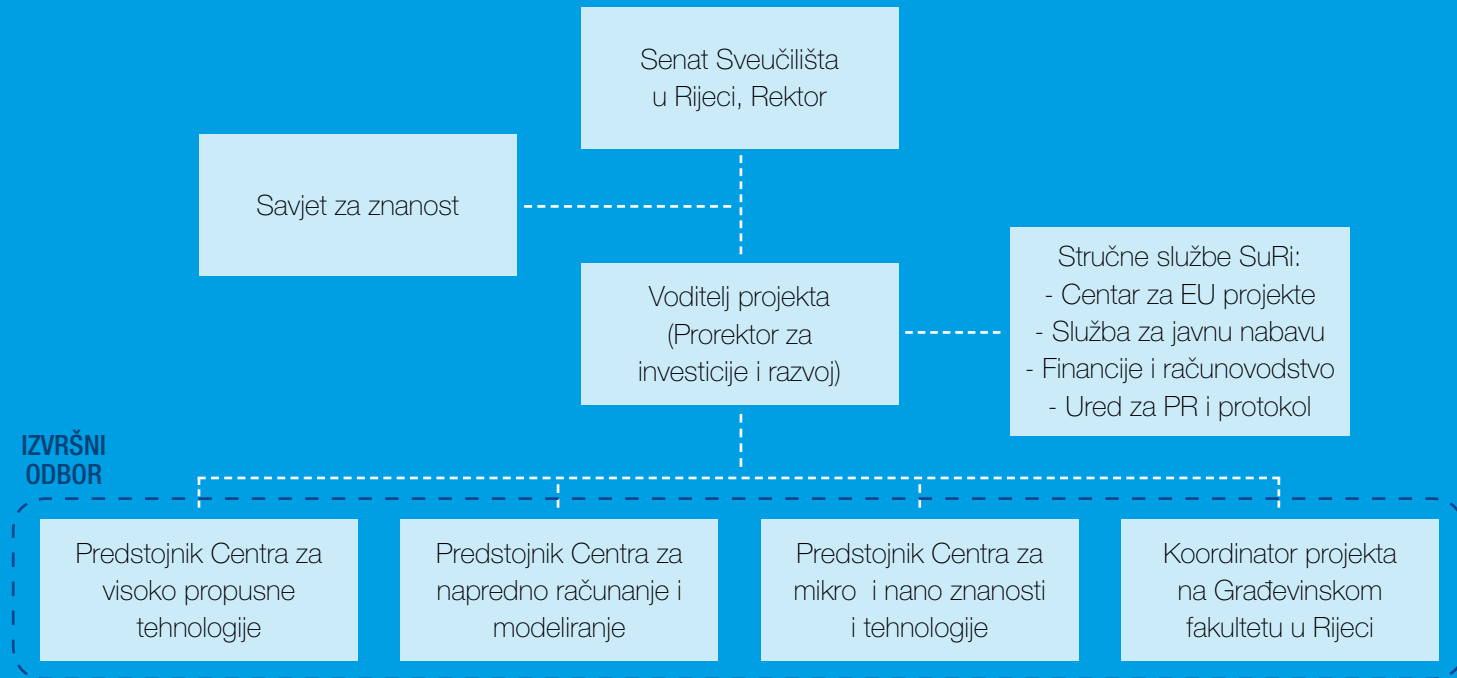 Senat Sveučilišta
u Rijeci, Rektor
Savjet za znanost
Voditelj projekta
(Prorektor za
investicije i razvoj)
Stručne službe SuRi:
- Centar za EU projekte
- Služba za javnu nabavu
- Financije i računovodstvo
- Ured za PR i protokol
IZVRŠNI
ODBOR
Predstojnik Centra za
visoko propusne
tehnologije
Predstojnik Centra za
napredno računanje i
modeliranje
Predstojnik Centra za
mikro i nano znanosti
i tehnologije
Koordinator projekta
na Građevinskom
fakultetu u Rijeci